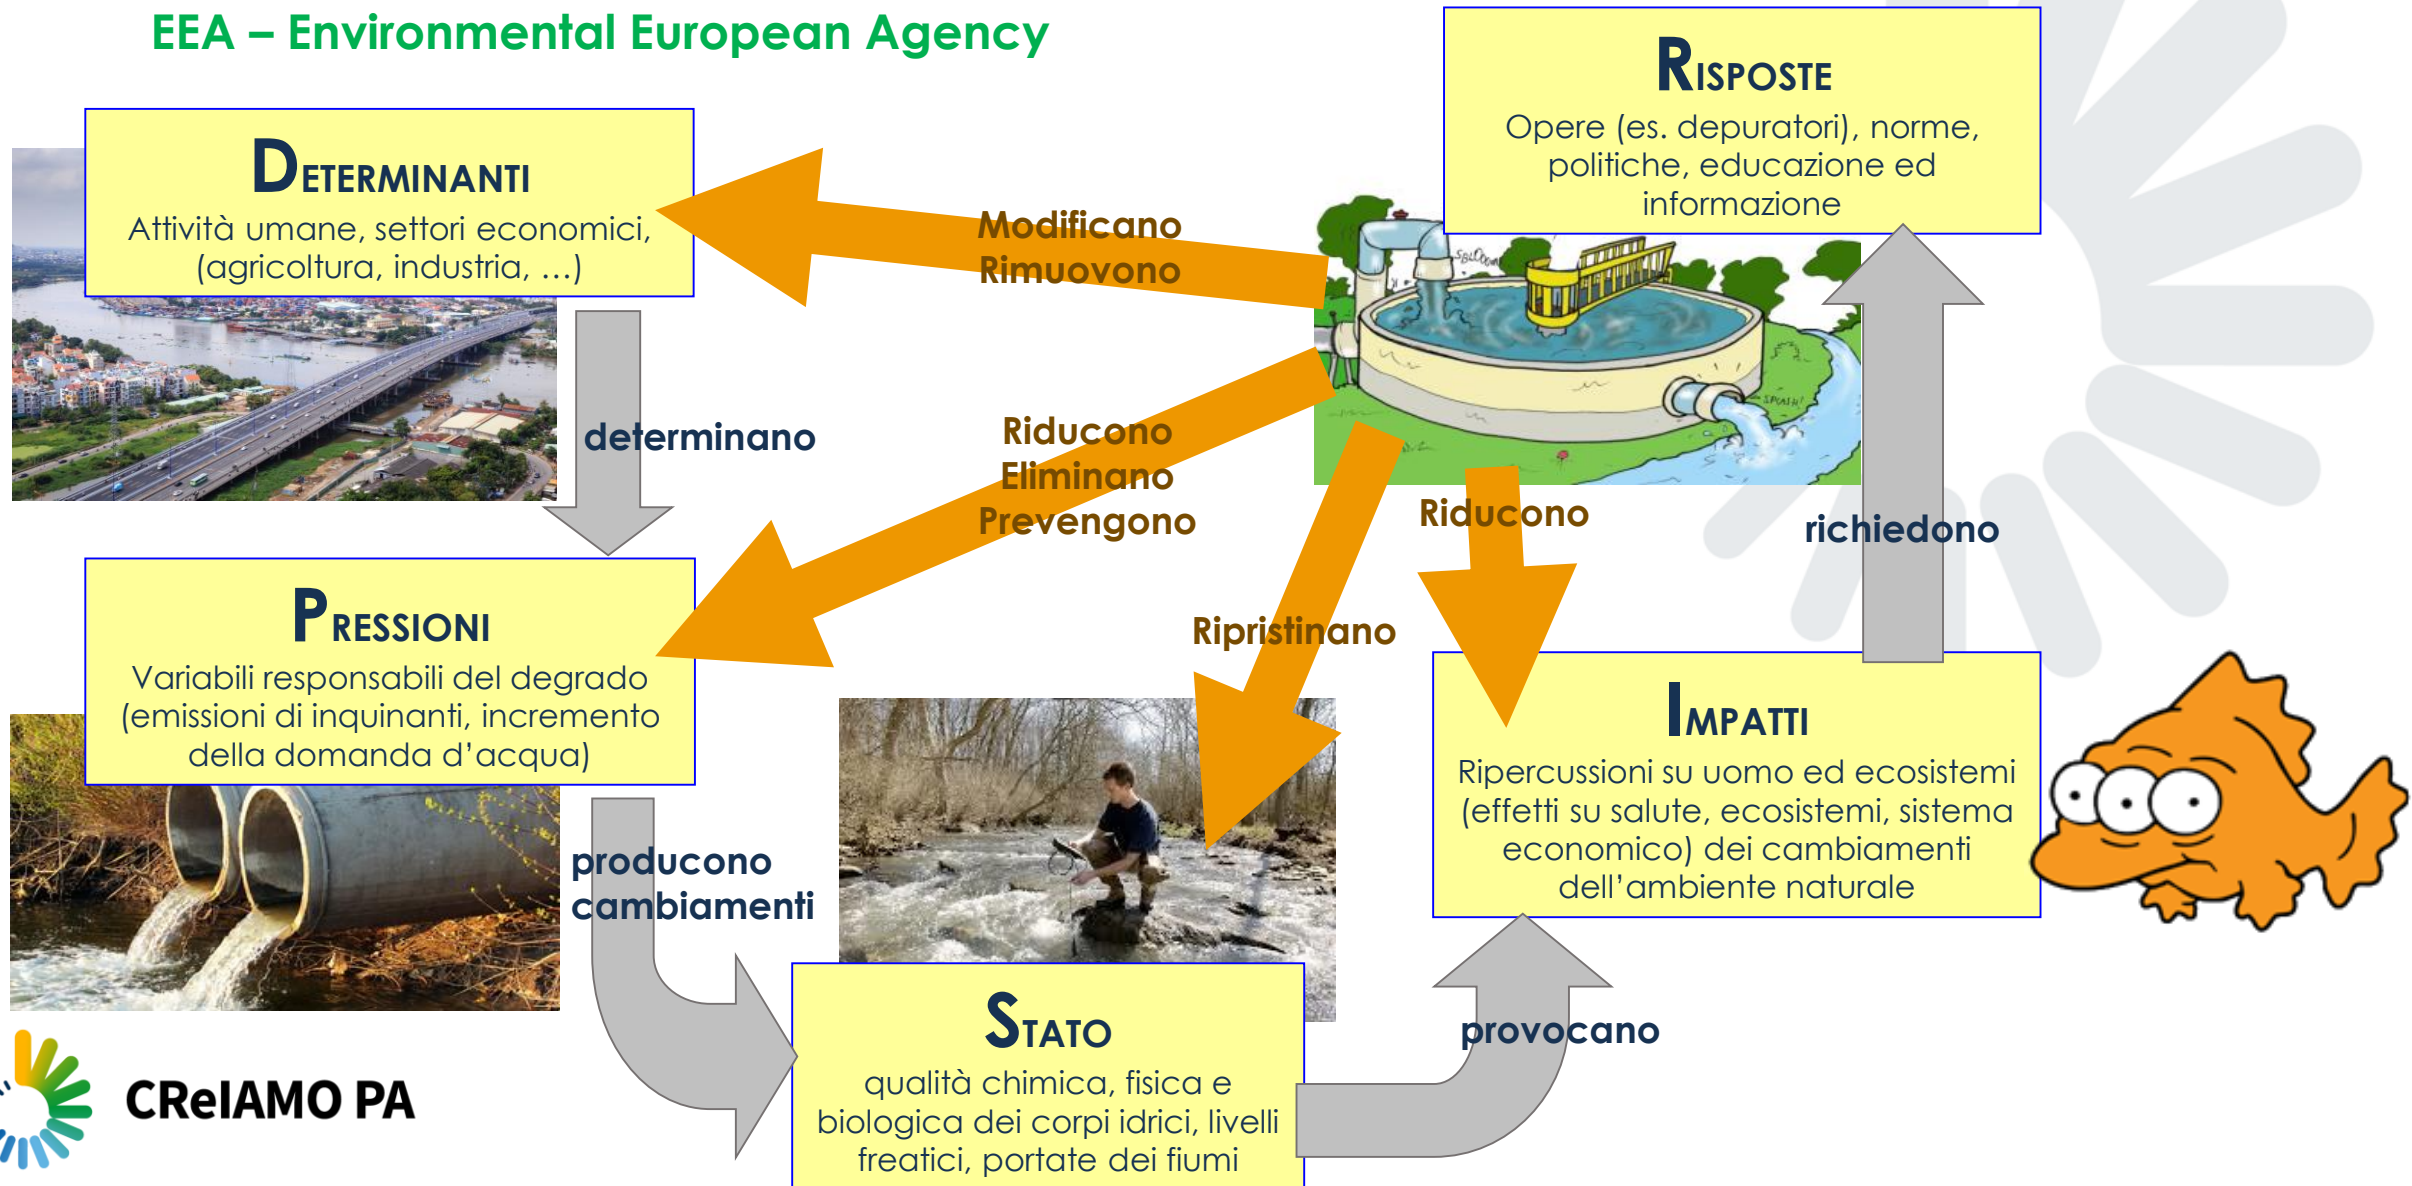 EEA – Environmental European Agency
DETERMINANTI
Attività umane, settori economici,
(agricoltura, industria, …)
RISPOSTE
Opere (es. depuratori), norme,
politiche, educazione ed
informazione
Modificano
Rimuovono
SPLOOSH!
SPLASH!
determinano
Riducono
Eliminano
Prevengono
Riducono
richiedono
Ripristinano
PRESSIONI
Variabili responsabili del degrado
(emissioni di inquinanti, incremento
della domanda d’acqua)
IMPATTI
Ripercussioni su uomo ed ecosistemi
(effetti su salute, ecosistemi, sistema
economico) dei cambiamenti
dell’ambiente naturale
producono
cambiamenti
STATO
qualità chimica, fisica e
biologica dei corpi idrici, livelli
freatici, portate dei fiumi
provocano
CReIAMO PA